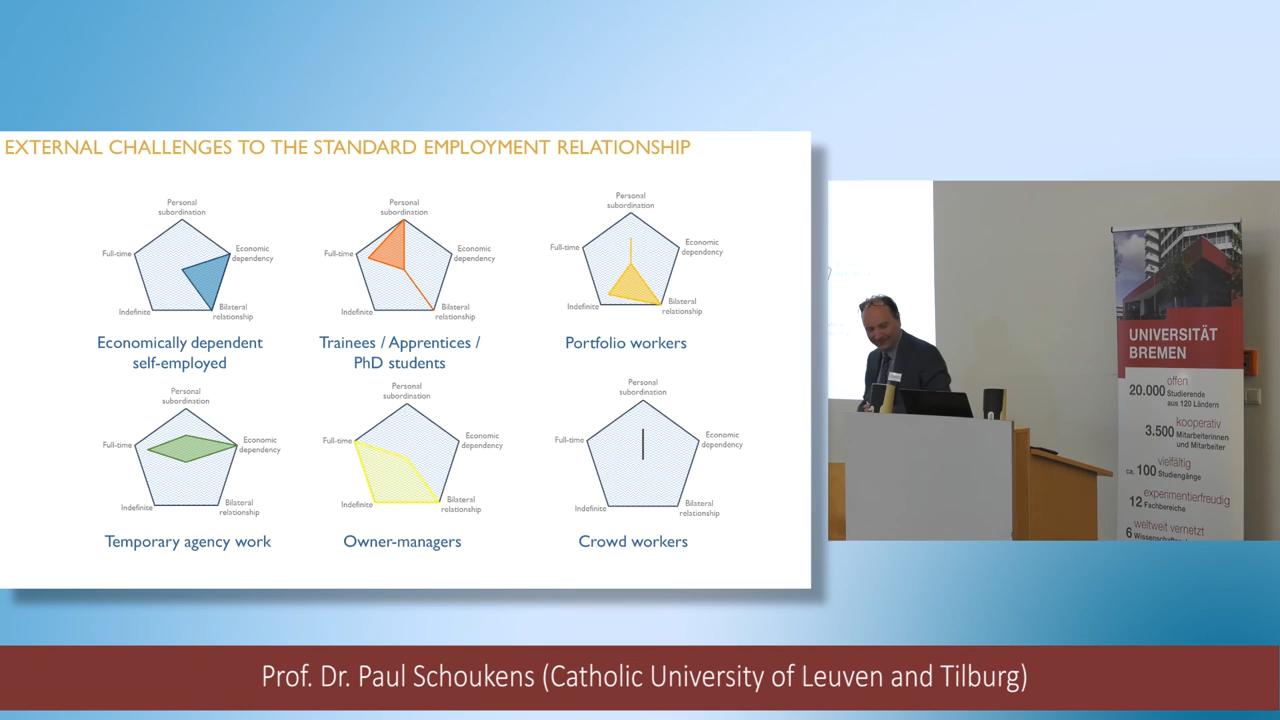 EXTERNAL CHALLENGES TO THE STANDARD EMPLOYMENT RELATIONSHIP
Personal
subordination
Full-time
Economic
dependency
Indefinite
Bilateral
relationship
Economically dependent
self-employed
Personal
subordination
Full-time
Economic
dependency
Indefinite
Bilateral
relationship
Trainees / Apprentices /
PhD students
Personal
subordination
Full-time
Economic
dependency
Indefinite
Bilateral
relationship
Portfolio workers
Personal
subordination
Full-time
Economic
dependency
Indefinite
Bilateral
relationship
Temporary agency work
Personal
subordination
Full-time
Economic
dependency
Indefinite
Bilateral
relationship
Owner-managers
Personal
subordination
Full-time
Economic
dependency
Indefinite
Bilateral
relationship
Crowd workers
UNIVERSITÄT
BREMEN
offen
20.000 Studierende
aus 120 Ländern
kooperativ
3.500 Mitarbeiterinnen
und Mitarbeiter
vielfältig
ca. 100 Studiengänge
experimentierfreudig
12 Fachbereiche
weltweit vernetzt
6
Prof. Dr. Paul Schoukens (Catholic University of Leuven and Tilburg)